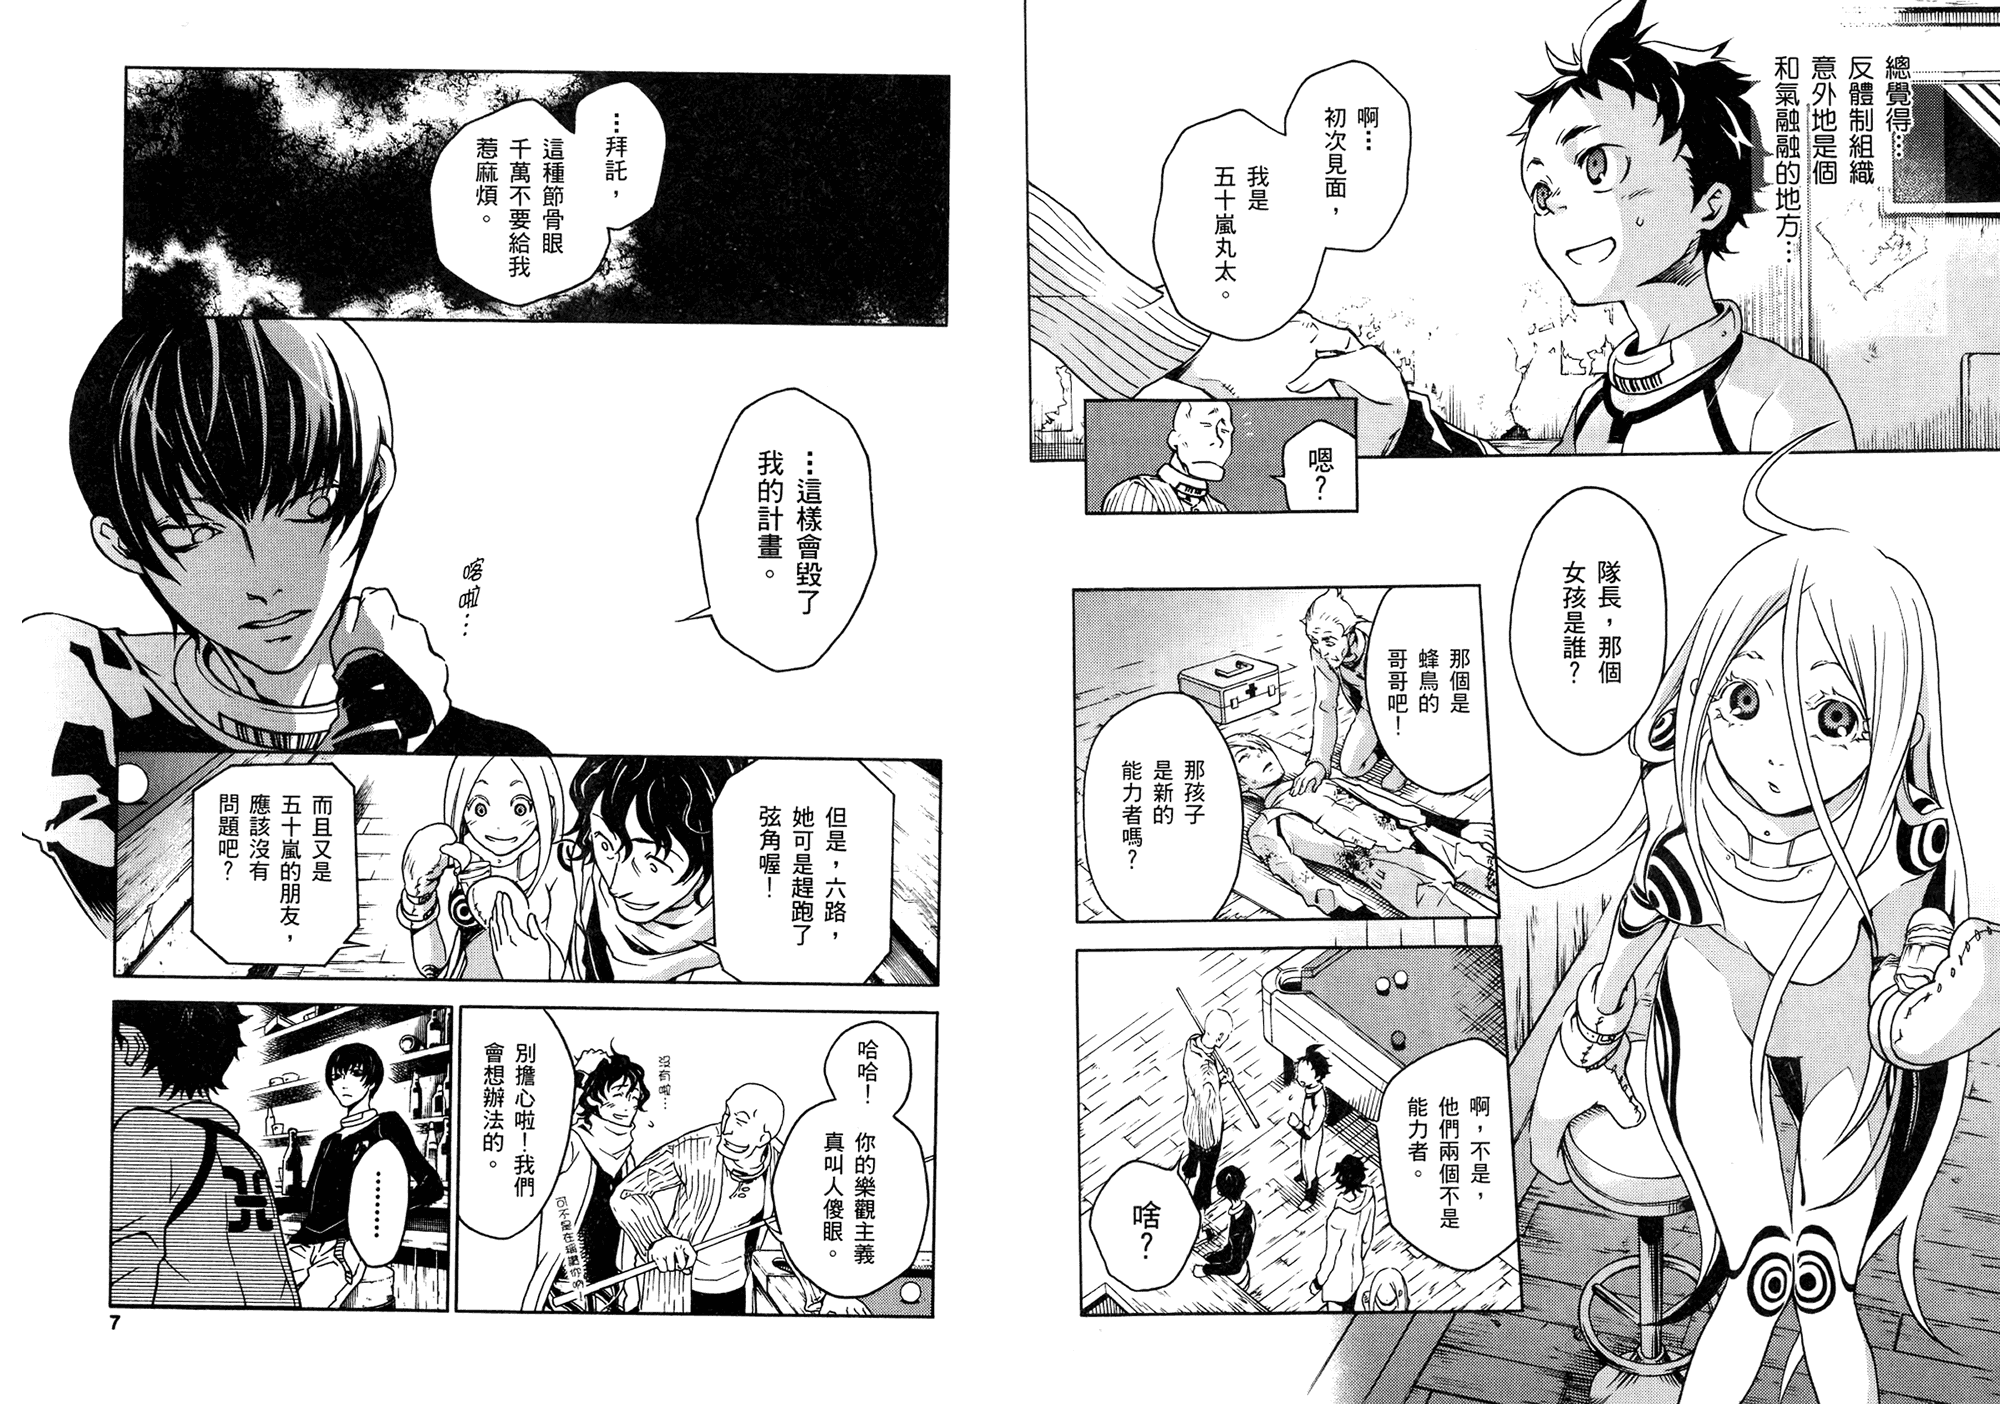 總覺得…
反體制組織
意外地是個
和氣融融的地方…
啊…
初次見面，
我是
五十嵐丸太。
嗯？
隊長，那個
女孩是誰？
那個是
蜂鳥的
哥哥吧！
那孩子
是新的
能力者嗎？
啊，不是，
他們兩個不是
能力者。
啥？
…拜託，
這種節骨眼
千萬不要給我
惹麻煩。
…這樣會毀了
我的計畫。
喀啦…
但是，六路，
她可是趕跑了
弦角喔！
而且又是
五十嵐的朋友，
應該沒有
問題吧？
哈哈！
你的樂觀主義
真叫人傻眼。
沒有啦…
可不是在稱讚你喲
別擔心啦！我們
會想辦法的。
………
7